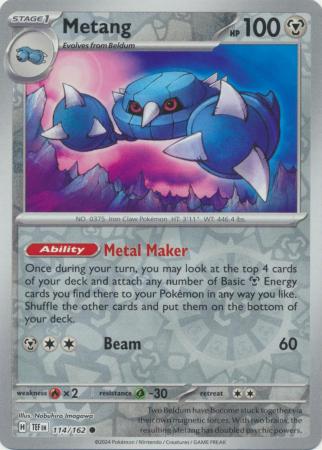 STAGE1
Metang
HP 100
Evolves from Beldum
NO. 0375 Iron Claw Pokémon HT: 3'11" WT: 446.4 lbs.
Ability Metal Maker
Once during your turn, you may look at the top 4 cards
of your deck and attach any number of Basic Energy
cards you find there to your Pokémon in any way you like.
Shuffle the other cards and put them on the bottom of
your deck.
Beam 60
weakness ×2 resistance -30 retreat
Illus. Nobuhiro Imagawa
H TEF EN 114/162
Two Beldum have become stuck together via
their own magnetic forces. With two brains, the
resulting Metang has doubled psychic powers.
©2024 Pokémon / Nintendo / Creatures / GAME FREAK